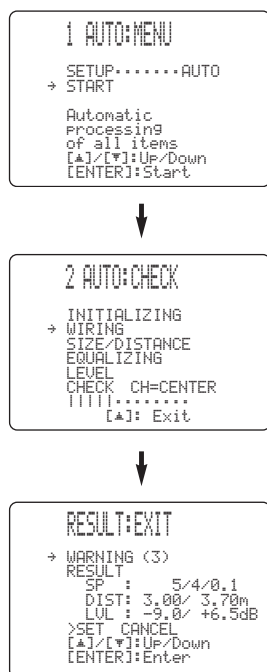 1 AUTO:MENU
SETUP·······AUTO
→ START
Automatic
processing
of all items
[▲]/[▼]:Up/Down
[ENTER]:Start
2 AUTO:CHECK
INITIALIZING
→ WIRING
SIZE/DISTANCE
EQUALIZING
LEVEL
CHECK CH=CENTER
|||||·········
[▲]: Exit
RESULT:EXIT
→ WARNING (3)
RESULT
SP : 5/4/0.1
DIST: 3.00/ 3.70m
LVL : -9.0/ +6.5dB
>SET CANCEL
[▲]/[▼]:Up/Down
[ENTER]:Enter